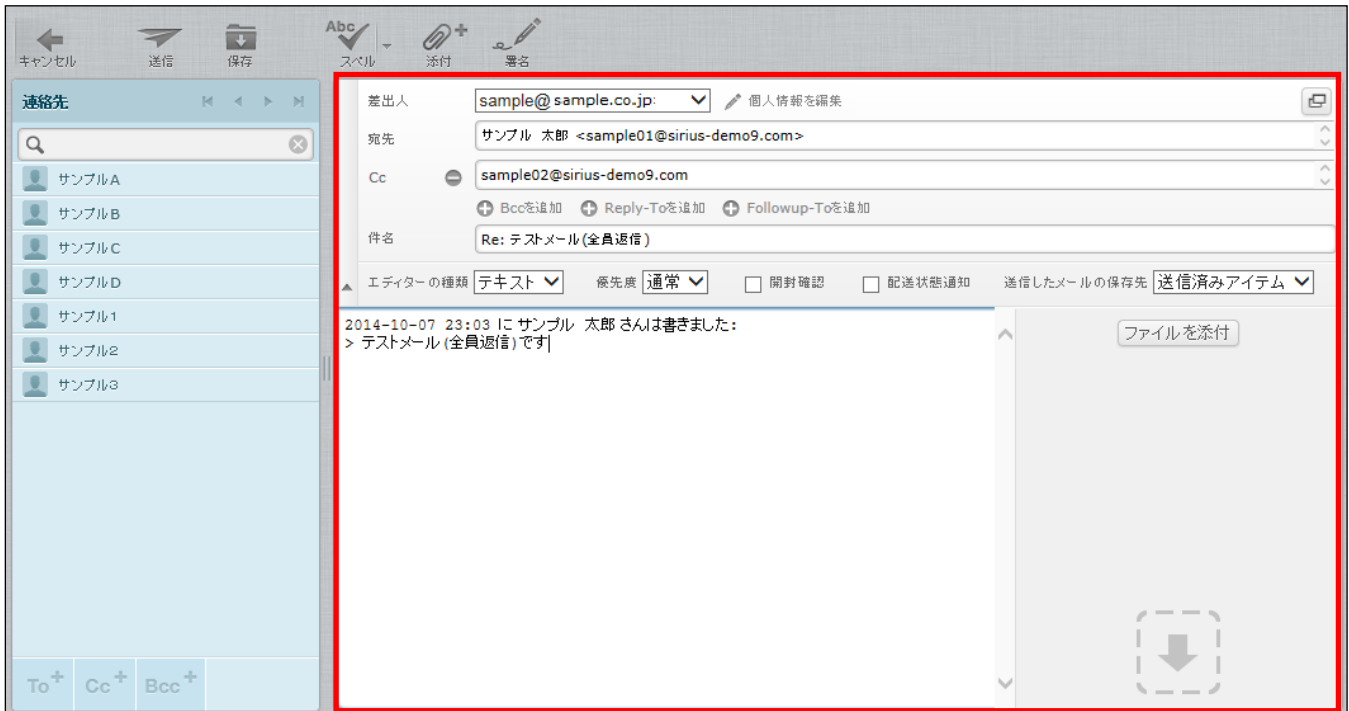 キャンセル 送信 保存 Abc スペル 添付 署名
連絡先
サンプルA
サンプルB
サンプルC
サンプルD
サンプル1
サンプル2
サンプル3
To+ Cc+ Bcc+
差出人 sample@sample.co.jp: 個人情報を編集
宛先 サンプル 太郎 <sample01@sirius-demo9.com>
Cc sample02@sirius-demo9.com
Bccを追加 Reply-Toを追加 Followup-Toを追加
件名 Re: テストメール(全員返信)
エディターの種類 テキスト 優先度 通常 開封確認 配送状態通知 送信したメールの保存先 送信済みアイテム
2014-10-07 23:03 に サンプル 太郎 さんは書きました:
> テストメール(全員返信)です
ファイルを添付